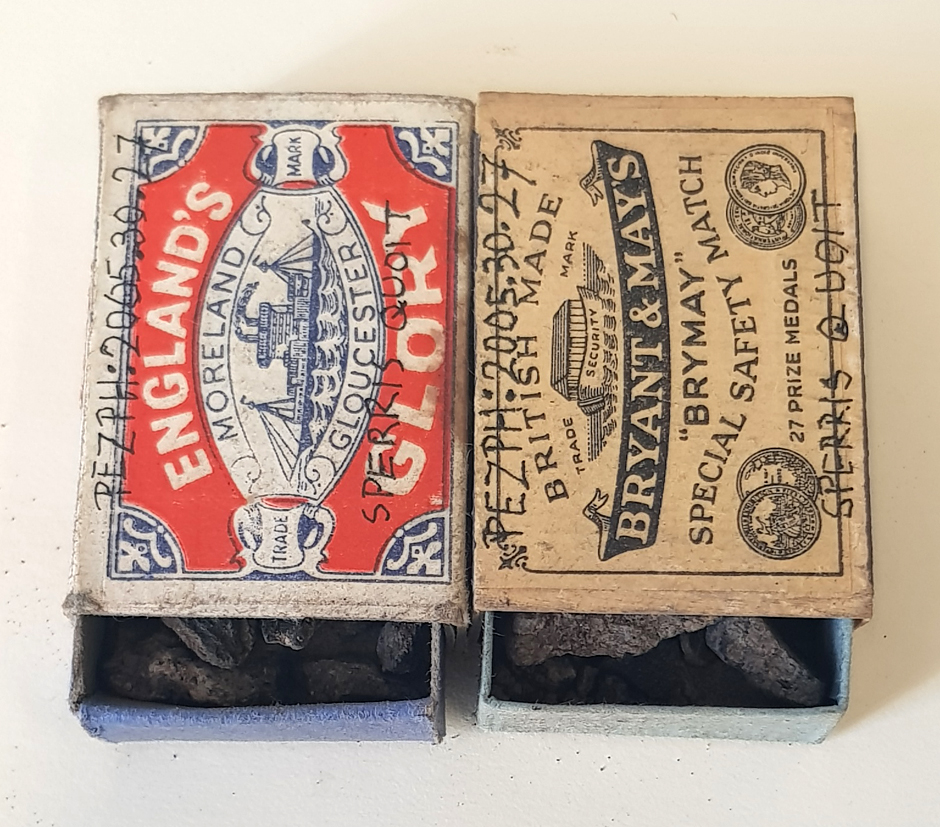 PEZPH:2065.30.27
ENGLAND'S
MORELAND
TRADE MARK
GLOUCESTER
GLORY
SPERRIS QUOIT
PEZPH:2005.30.27
BRITISH MADE
TRADE MARK
SECURITY
BRYANT & MAY'S
"BRYMAY"
SPECIAL SAFETY MATCH
27 PRIZE MEDALS
SPERRIS QUOIT